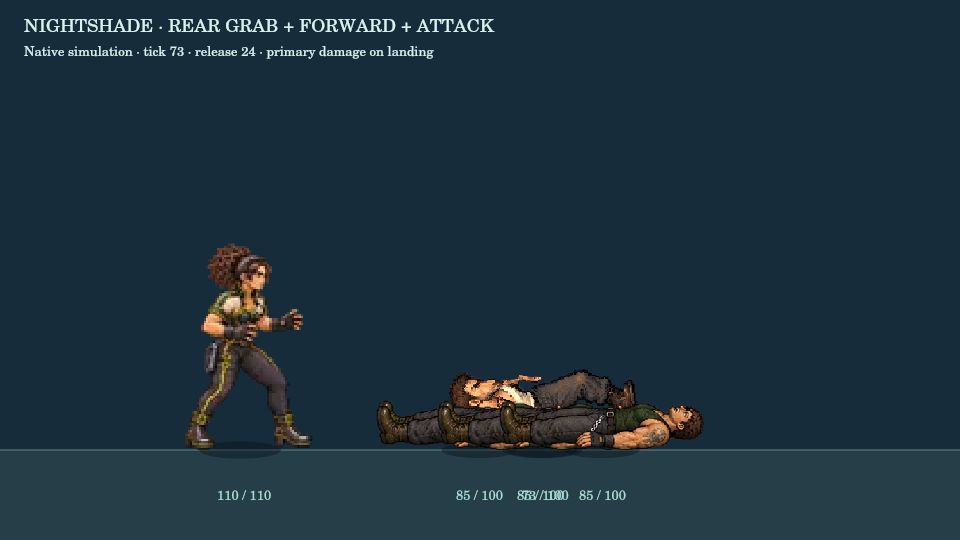 NIGHTSHADE · REAR GRAB + FORWARD + ATTACK
Native simulation · tick 73 · release 24 · primary damage on landing
110 / 110 85 / 100 85 / 100